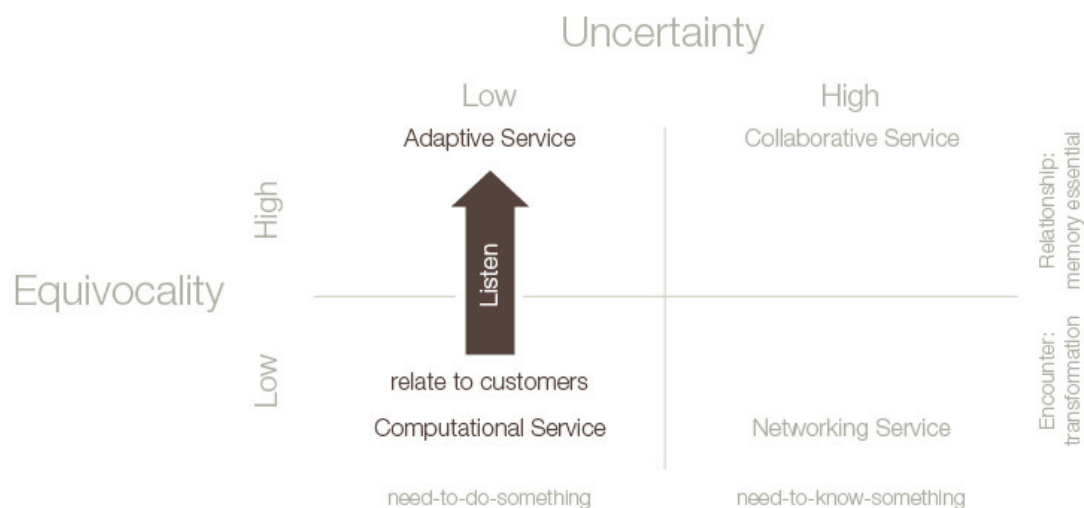 Uncertainty
Low
High
Adaptive Service
Collaborative Service
High
Listen
Relationship:
memory essential
Equivocality
Low
relate to customers
Computational Service
Networking Service
Encounter:
transformation
need-to-do-something
need-to-know-something